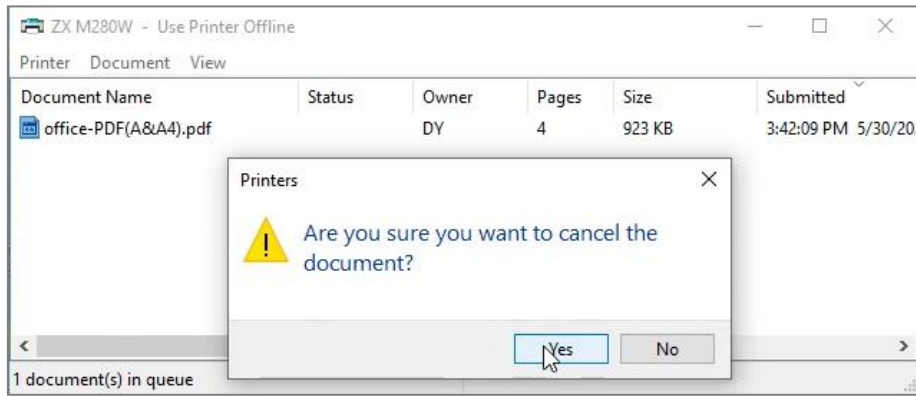 ZX M280W - Use Printer Offline
Printer Document View
Document Name Status Owner Pages Size Submitted
office-PDF(A&A4).pdf DY 4 923 KB 3:42:09 PM 5/30/20
Printers
Are you sure you want to cancel the
document?
Yes No
1 document(s) in queue